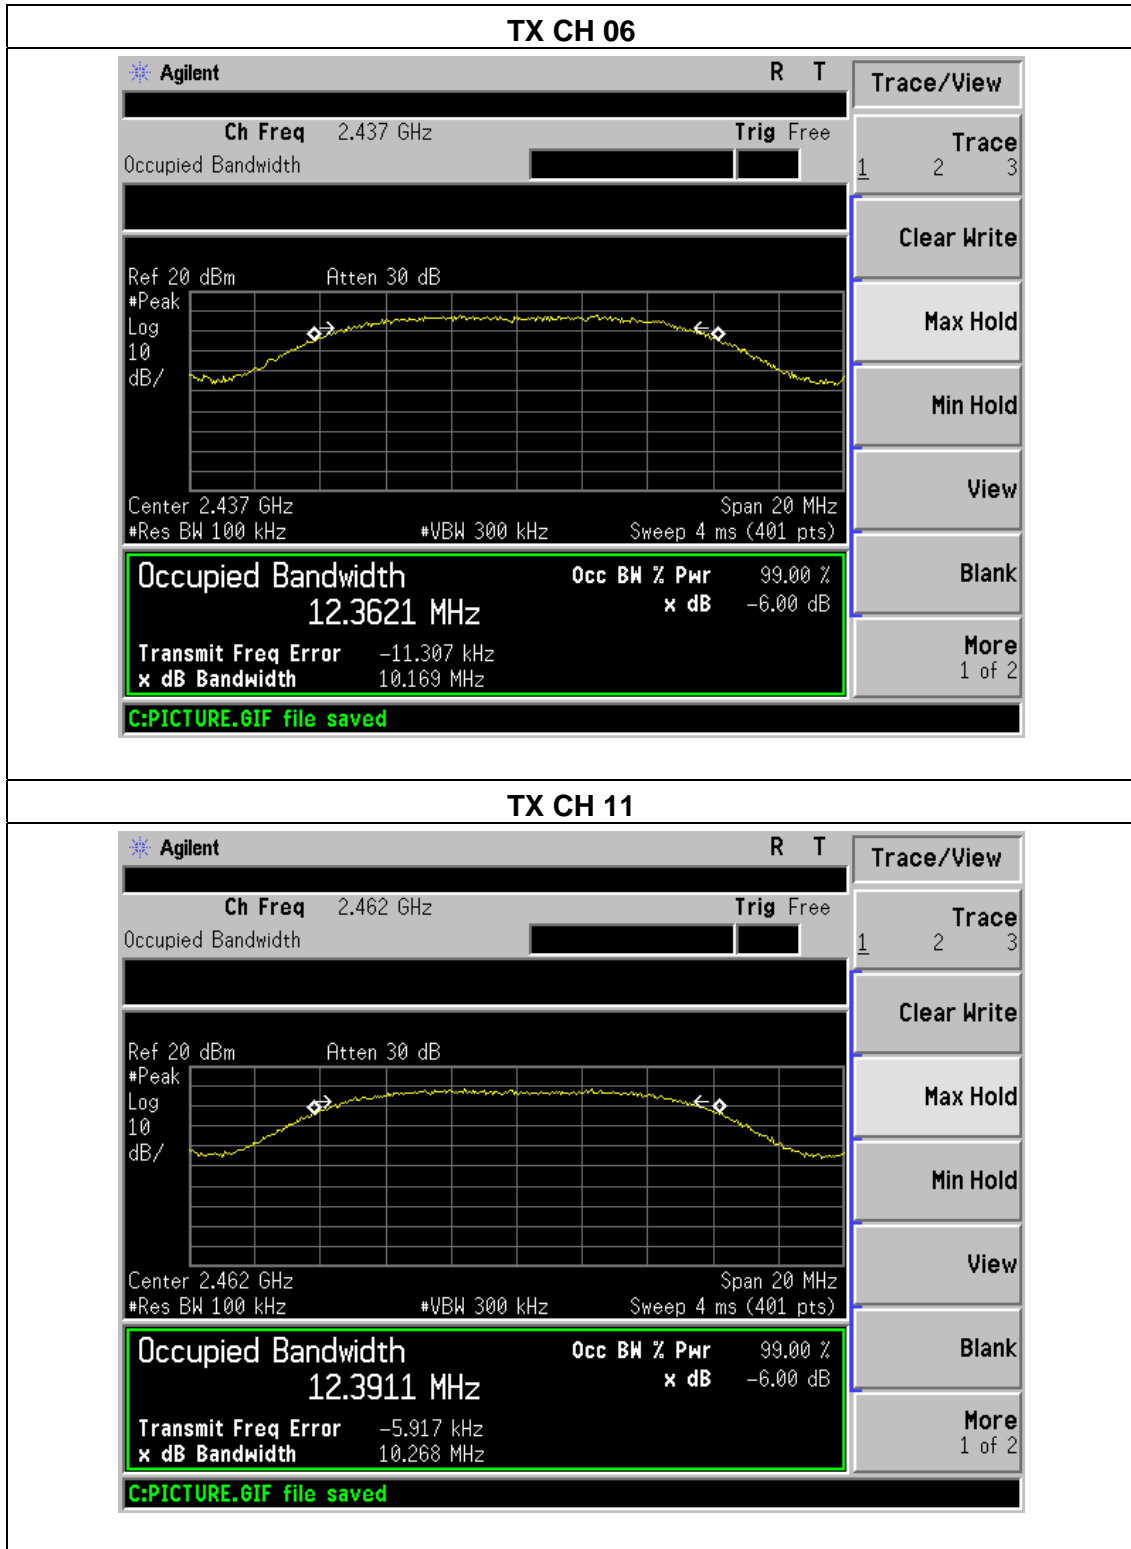 TX CH 06
Agilent R T
Trace/View
Ch Freq 2.437 GHz Trig Free
Occupied Bandwidth
Trace
1 2 3
Clear Write
Ref 20 dBm Atten 30 dB
#Peak
Log
10
dB/
Max Hold
Min Hold
View
Center 2.437 GHz Span 20 MHz
#Res BW 100 kHz #VBW 300 kHz Sweep 4 ms (401 pts)
Occupied Bandwidth Occ BW % Pwr 99.00 %
12.3621 MHz x dB -6.00 dB
Blank
Transmit Freq Error -11.307 kHz
x dB Bandwidth 10.169 MHz
More
1 of 2
C:PICTURE.GIF file saved
TX CH 11
Agilent R T
Trace/View
Ch Freq 2.462 GHz Trig Free
Occupied Bandwidth
Trace
1 2 3
Clear Write
Ref 20 dBm Atten 30 dB
#Peak
Log
10
dB/
Max Hold
Min Hold
View
Center 2.462 GHz Span 20 MHz
#Res BW 100 kHz #VBW 300 kHz Sweep 4 ms (401 pts)
Occupied Bandwidth Occ BW % Pwr 99.00 %
12.3911 MHz x dB -6.00 dB
Blank
Transmit Freq Error -5.917 kHz
x dB Bandwidth 10.268 MHz
More
1 of 2
C:PICTURE.GIF file saved